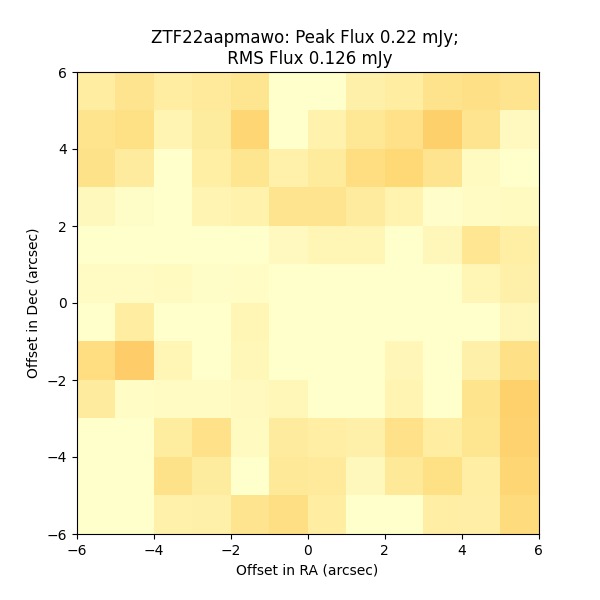 ZTF22aapmawo: Peak Flux 0.22 mJy;
RMS Flux 0.126 mJy
6
4
2
0
−2
−4
−6
Offset in Dec (arcsec)
−6 −4 −2 0 2 4 6
Offset in RA (arcsec)